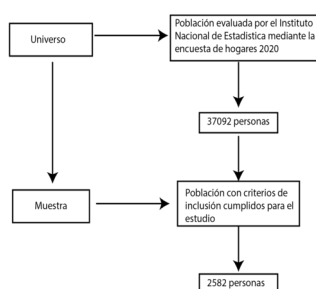 Universo
Población evaluada por el Instituto
Nacional de Estadistica mediante la
encuesta de hogares 2020
37092 personas
Muestra
Población con criterios de
inclusión cumplidos para el
estudio
2582 personas